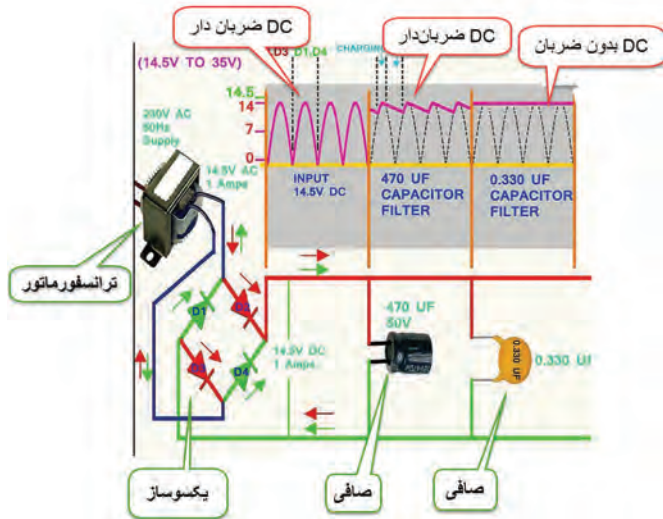 DC ضربان دار
DC ضربان‌دار
DC بدون ضربان
D3 D1,D4
CHARGING
(14.5V TO 35V)
14.5
14
7
0
230V AC
50Hz
Supply
14.5V AC
1 Amps
INPUT
14.5V DC
470 UF
CAPACITOR
FILTER
0.330 UF
CAPACITOR
FILTER
ترانسفورماتور
D1
D2
D3
D4
14.5V DC
1 Amps
470 UF
50V
0.330 UF
0.330 UF
یکسوساز
صافی
صافی